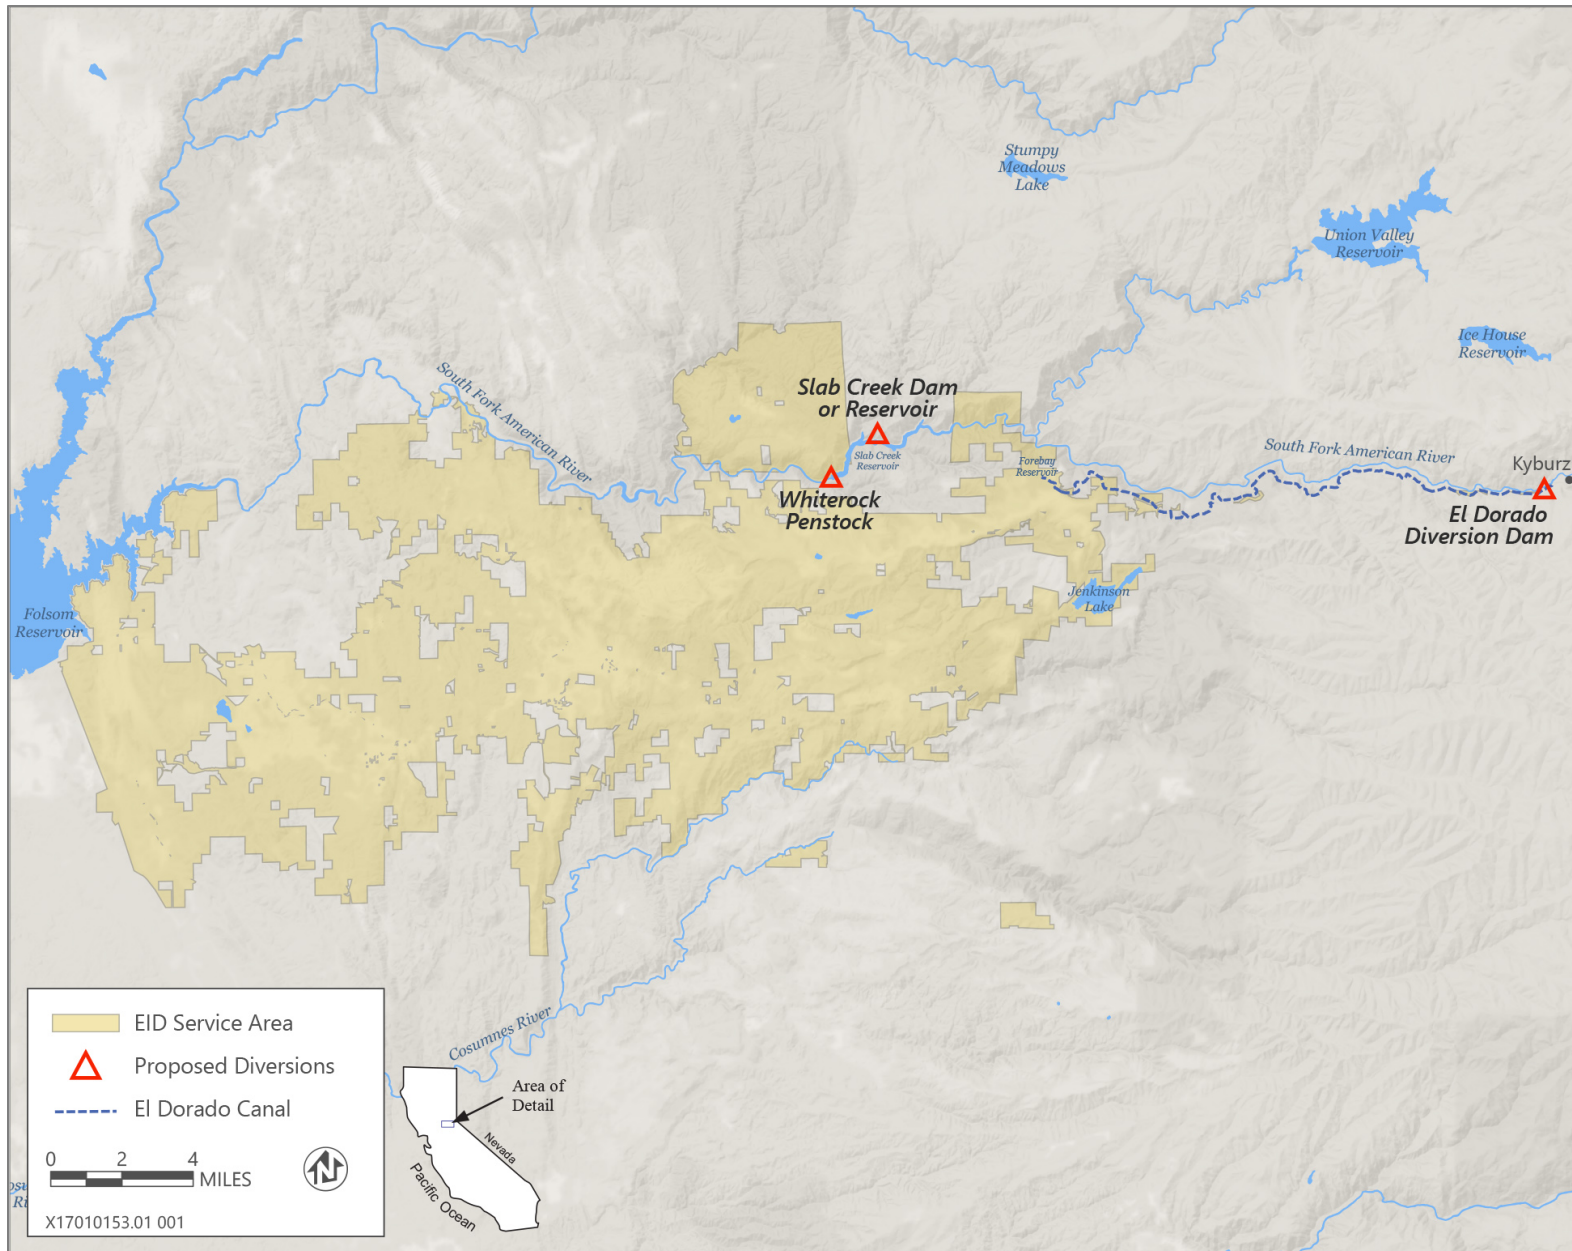 Stumpy
Meadows
Lake
Union Valley
Reservoir
Ice House
Reservoir
South Fork American River
Slab Creek Dam
or Reservoir
Slab Creek
Reservoir
Whiterock
Penstock
Forebay
Reservoir
South Fork American River
Kyburz
El Dorado
Diversion Dam
Jenkinson
Lake
Folsom
Reservoir
Cosumnes River
EID Service Area
Proposed Diversions
El Dorado Canal
0 2 4
MILES
N
X17010153.01 001
Area of
Detail
Nevada
Pacific Ocean